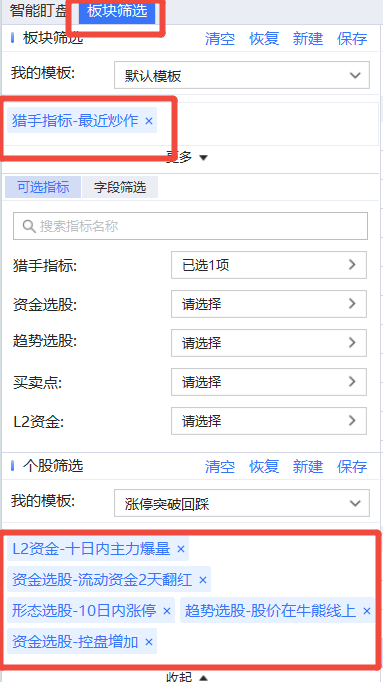 智能盯盘 板块筛选
板块筛选 清空 恢复 新建 保存
我的模板: 默认模板
猎手指标-最近炒作 ×
更多
可选指标 字段筛选
搜索指标名称
猎手指标: 已选1项
资金选股: 请选择
趋势选股: 请选择
买卖点: 请选择
L2资金: 请选择
个股筛选 清空 恢复 新建 保存
我的模板: 涨停突破回踩
L2资金-十日内主力爆量 ×
资金选股-流动资金2天翻红 ×
形态选股-10日内涨停 × 趋势选股-股价在牛熊线上 ×
资金选股-控盘增加 ×
收起